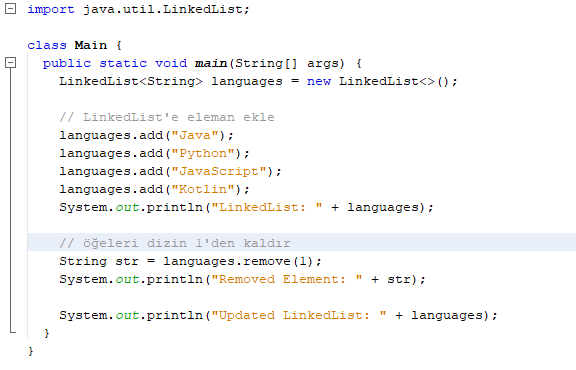 import java.util.LinkedList;
class Main {
public static void main(String[] args) {
LinkedList<String> languages = new LinkedList<>();
// LinkedList'e eleman ekle
languages.add("Java");
languages.add("Python");
languages.add("JavaScript");
languages.add("Kotlin");
System.out.println("LinkedList: " + languages);
// öğeleri dizin 1'den kaldır
String str = languages.remove(1);
System.out.println("Removed Element: " + str);
System.out.println("Updated LinkedList: " + languages);
}
}